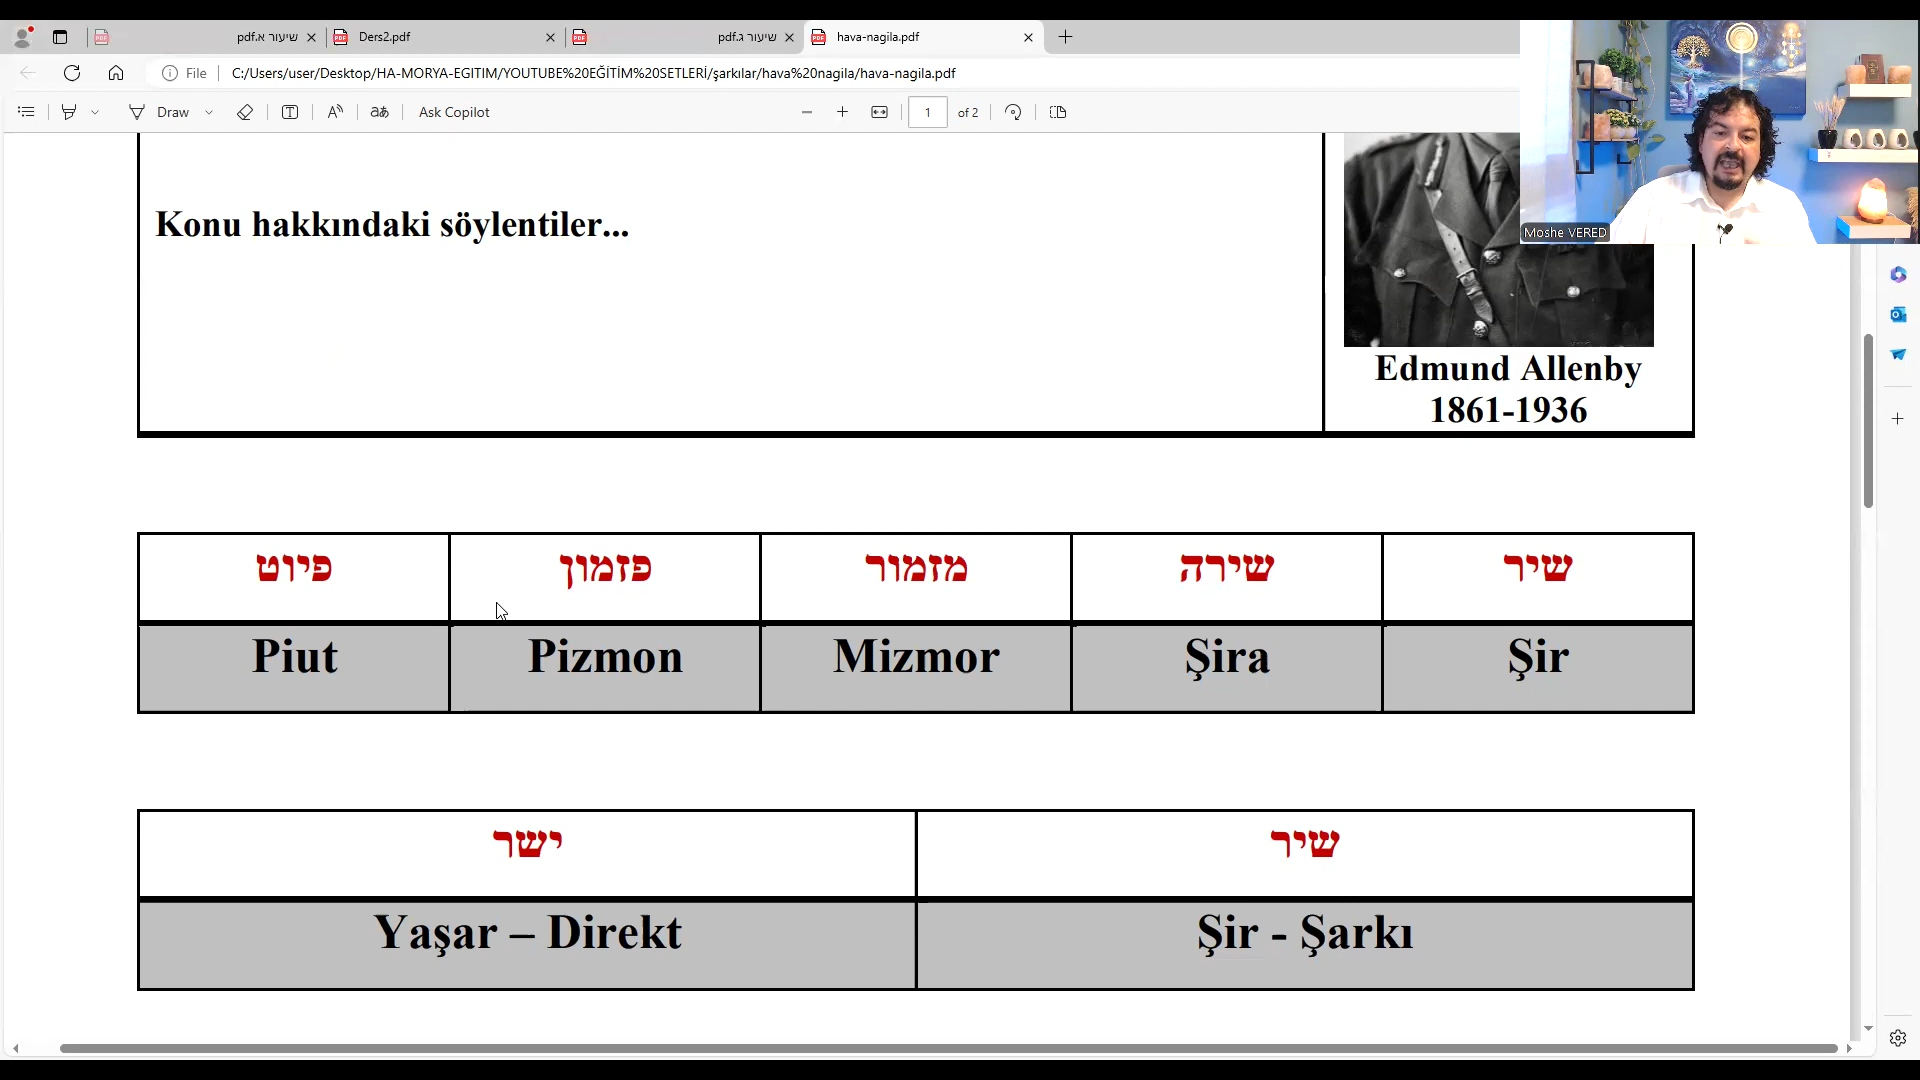 שיעור א.pdf
Ders2.pdf
שיעור ג.pdf
hava-nagila.pdf
File
C:/Users/user/Desktop/HA-MORYA-EGITIM/YOUTUBE%20EĞİTİM%20SETLERİ/şarkılar/hava%20nagila/hava-nagila.pdf
Draw
Ask Copilot
1 of 2
Moshe VERED
Konu hakkındaki söylentiler...
Edmund Allenby
1861-1936
שיר שירה מזמור פזמון פיוט
Piut Pizmon Mizmor Şira Şir
שיר ישר
Yaşar – Direkt Şir - Şarkı